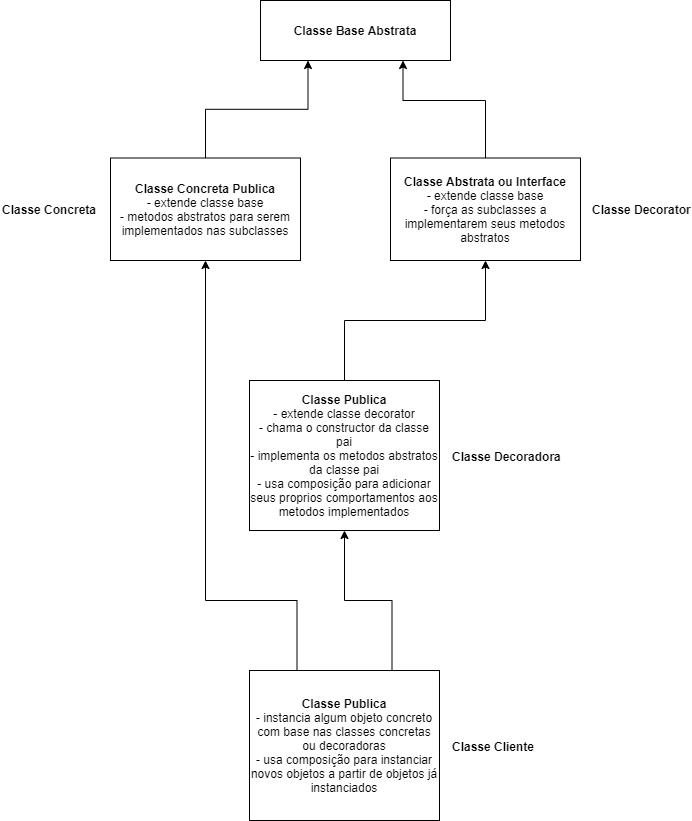 Classe Base Abstrata
Classe Concreta
Classe Concreta Publica
- extende classe base
- metodos abstratos para serem
implementados nas subclasses
Classe Abstrata ou Interface
- extende classe base
- força as subclasses a
implementarem seus metodos
abstratos
Classe Decorator
Classe Publica
- extende classe decorator
- chama o constructor da classe
pai
- implementa os metodos abstratos
da classe pai
- usa composição para adicionar
seus proprios comportamentos aos
metodos implementados
Classe Decoradora
Classe Publica
- instancia algum objeto concreto
com base nas classes concretas
ou decoradoras
- usa composição para instanciar
novos objetos a partir de objetos já
instanciados
Classe Cliente